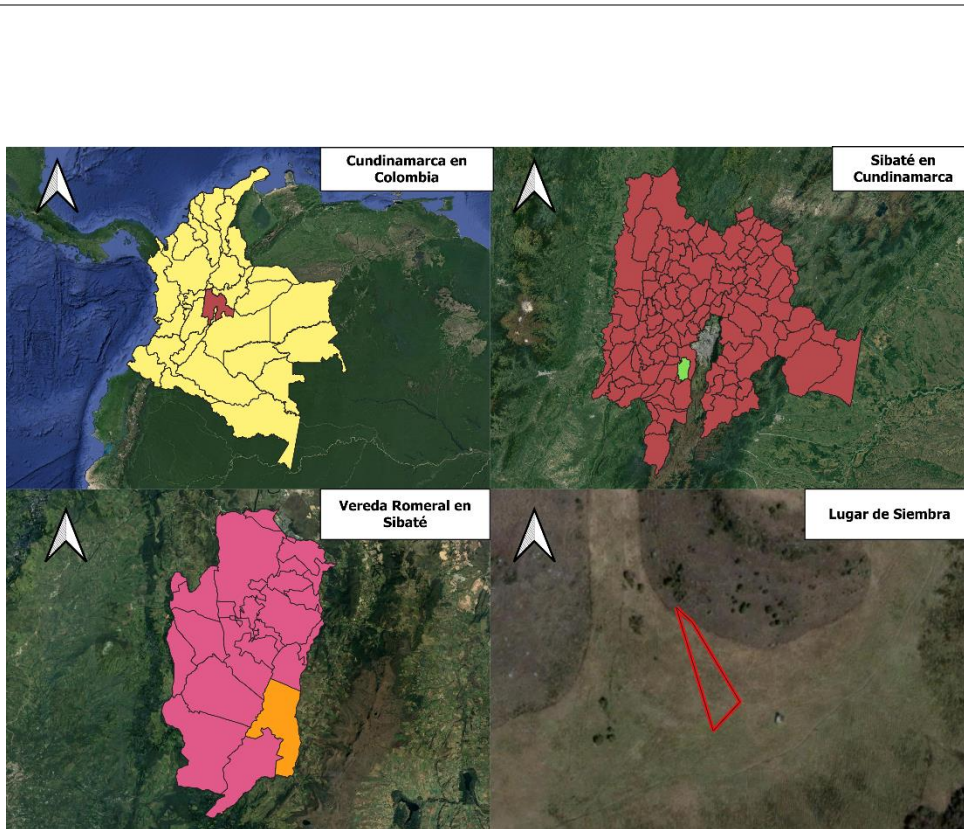 Cundinamarca en
Colombia
Sibaté en
Cundinamarca
Vereda Romeral en
Sibaté
Lugar de Siembra